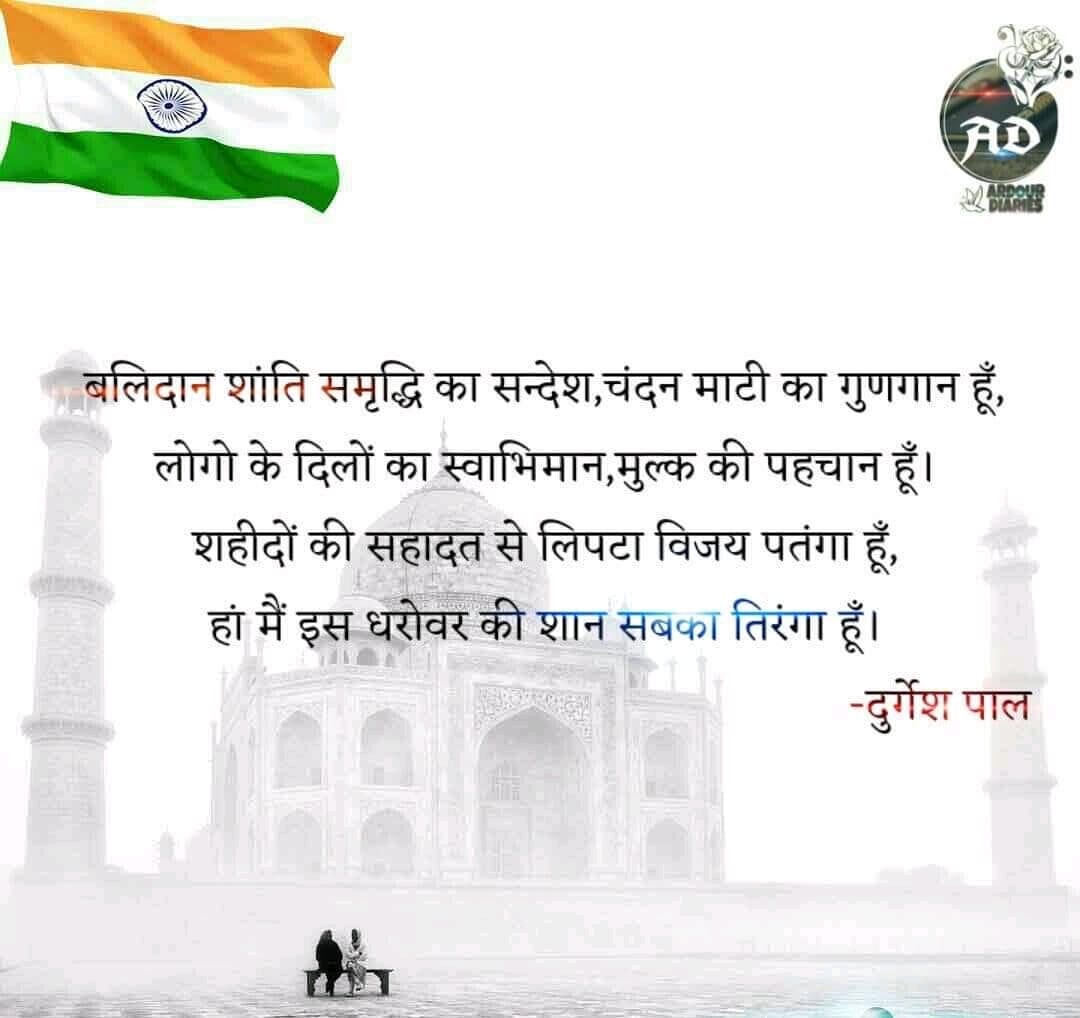 AD
ARDOUR
DIARIES
बलिदान शांति समृद्धि का सन्देश,चंदन माटी का गुणगान हूँ,
लोगो के दिलों का स्वाभिमान,मुल्क की पहचान हूँ।
शहीदों की सहादत से लिपटा विजय पतंगा हूँ,
हां मैं इस धरोवर की शान सबका तिरंगा हूँ।
-दुर्गेश पाल